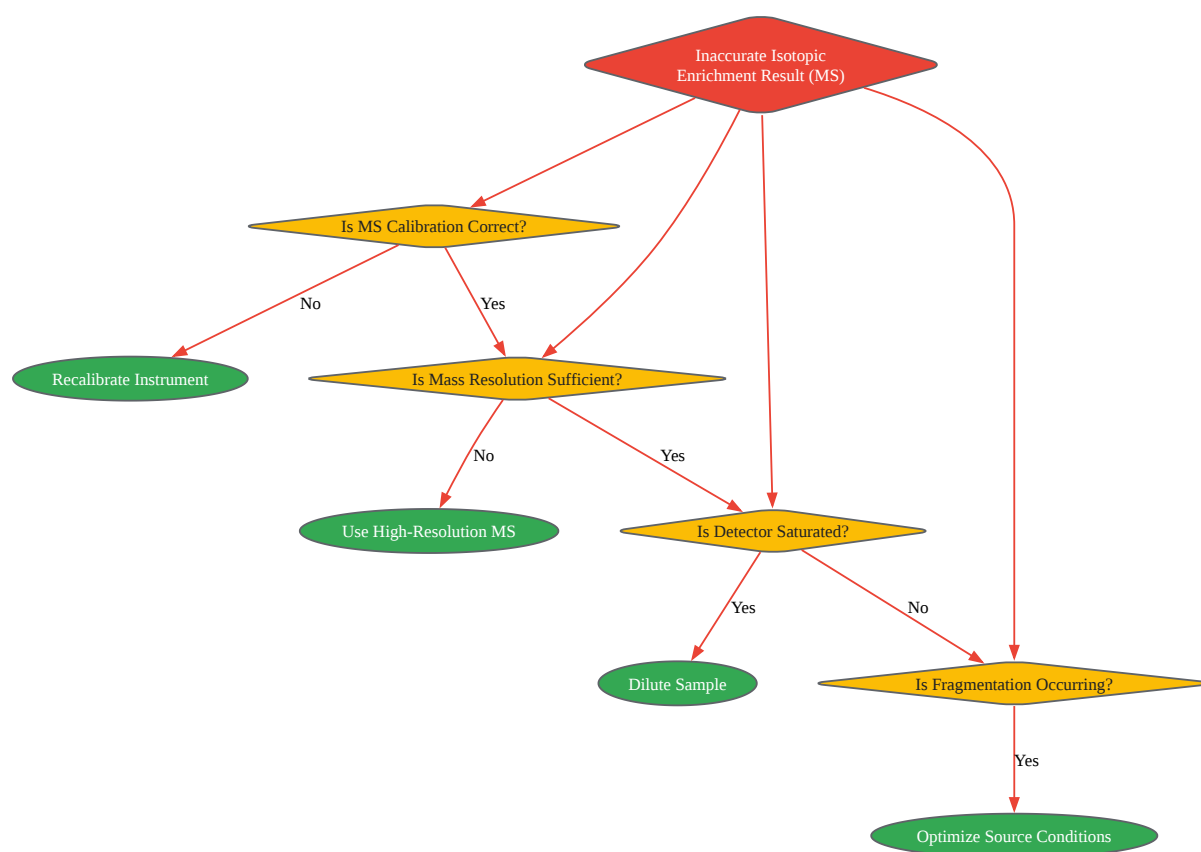 Inaccurate Isotopic
Enrichment Result (MS)
Is MS Calibration Correct?
No
Yes
Recalibrate Instrument
Is Mass Resolution Sufficient?
No
Yes
Use High-Resolution MS
Is Detector Saturated?
Yes
No
Dilute Sample
Is Fragmentation Occurring?
Yes
Optimize Source Conditions